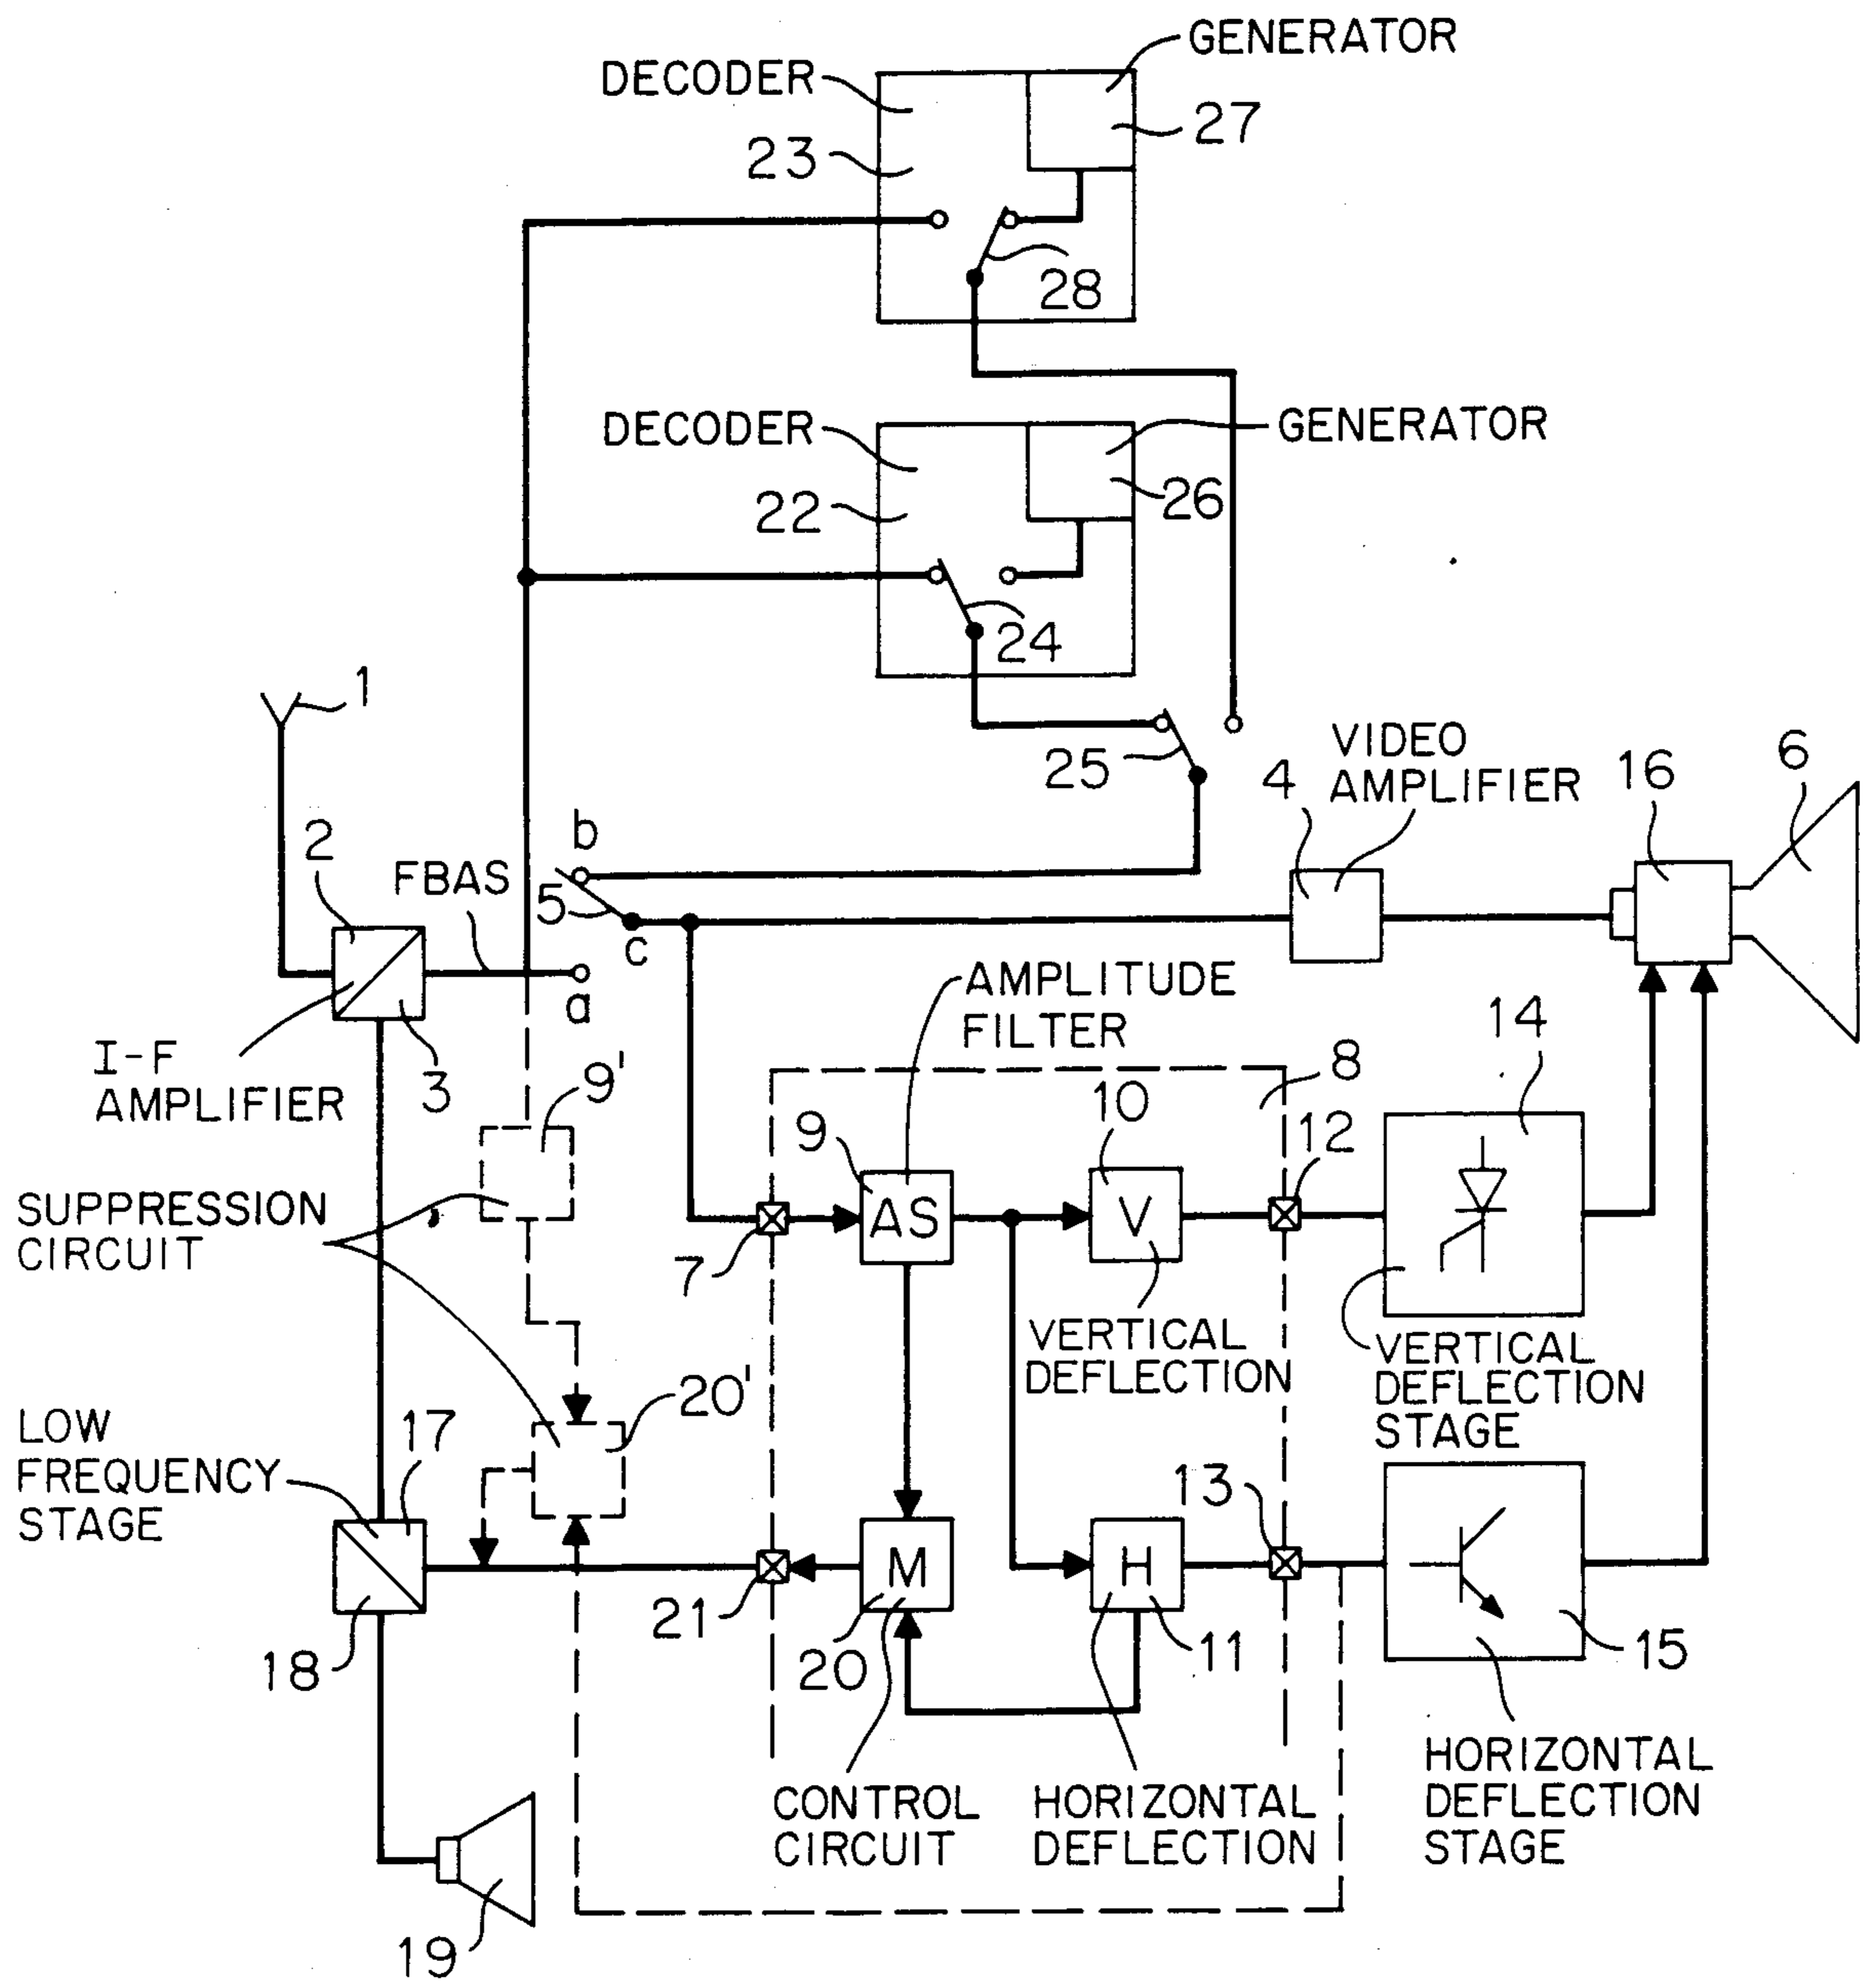 GENERATOR
DECODER
27
23
28
DECODER
GENERATOR
22
26
24
1
25
VIDEO
AMPLIFIER
4
16
6
b
2
FBAS
5
c
a
AMPLITUDE
FILTER
14
I-F
AMPLIFIER
3
9'
8
10
9
12
SUPPRESSION
CIRCUIT
AS
V
7
VERTICAL
DEFLECTION
VERTICAL
DEFLECTION
STAGE
20'
LOW
FREQUENCY
STAGE
17
13
M
H
21
18
20
11
15
CONTROL
CIRCUIT
HORIZONTAL
DEFLECTION
HORIZONTAL
DEFLECTION
STAGE
19